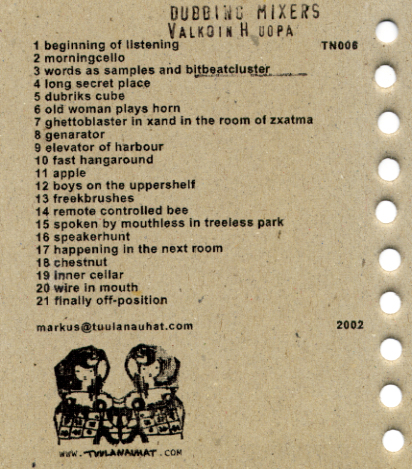 DUBBING MIXERS
VALKOIN HUOPA
TN006
1 beginning of listening
2 morningcello
3 words as samples and bitbeatcluster
4 long secret place
5 dubriks cube
6 old woman plays horn
7 ghettoblaster in xand in the room of zxatma
8 genarator
9 elevator of harbour
10 fast hangaround
11 apple
12 boys on the uppershelf
13 freekbrushes
14 remote controlled bee
15 spoken by mouthless in treeless park
16 speakerhunt
17 happening in the next room
18 chestnut
19 inner cellar
20 wire in mouth
21 finally off-position
markus@tuulanauhat.com 2002
WWW.TUULANAUHAT.COM